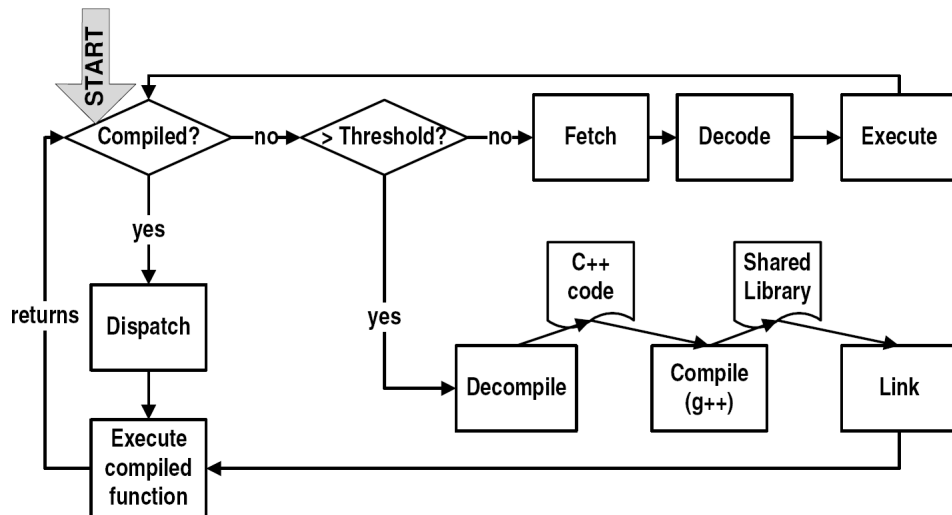 START
Compiled?
no
> Threshold?
no
Fetch
Decode
Execute
yes
returns
Dispatch
Execute
compiled
function
yes
Decompile
C++
code
Compile
(g++)
Shared
Library
Link